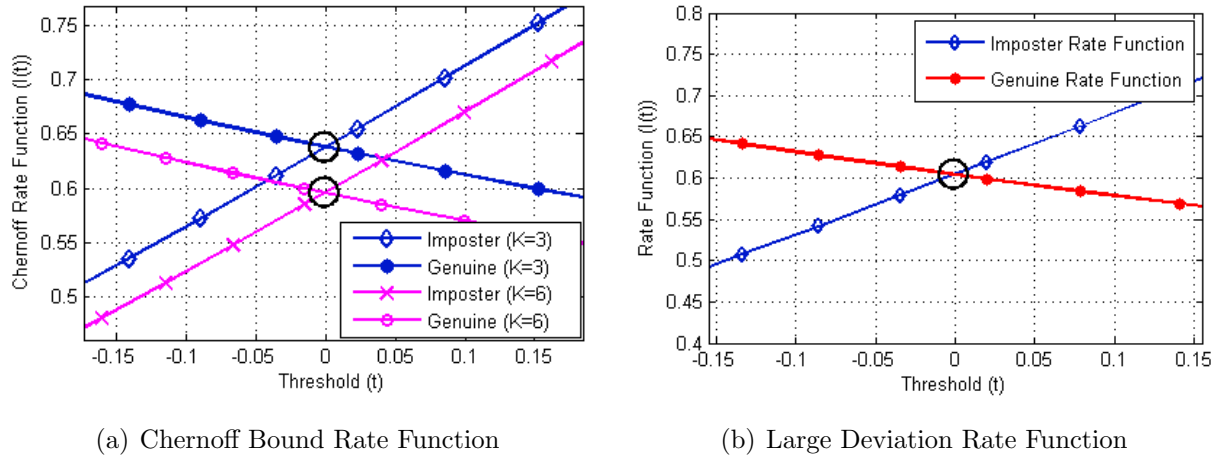 Chernoff Rate Function (I(t))
0.75
0.7
0.65
0.6
0.55
0.5
Imposter (K=3)
Genuine (K=3)
Imposter (K=6)
Genuine (K=6)
-0.15 -0.1 -0.05 0 0.05 0.1 0.15
Threshold (t)
(a) Chernoff Bound Rate Function
Rate Function (I(t))
0.8
0.75
0.7
0.65
0.6
0.55
0.5
0.45
0.4
Imposter Rate Function
Genuine Rate Function
-0.15 -0.1 -0.05 0 0.05 0.1 0.15
Threshold (t)
(b) Large Deviation Rate Function